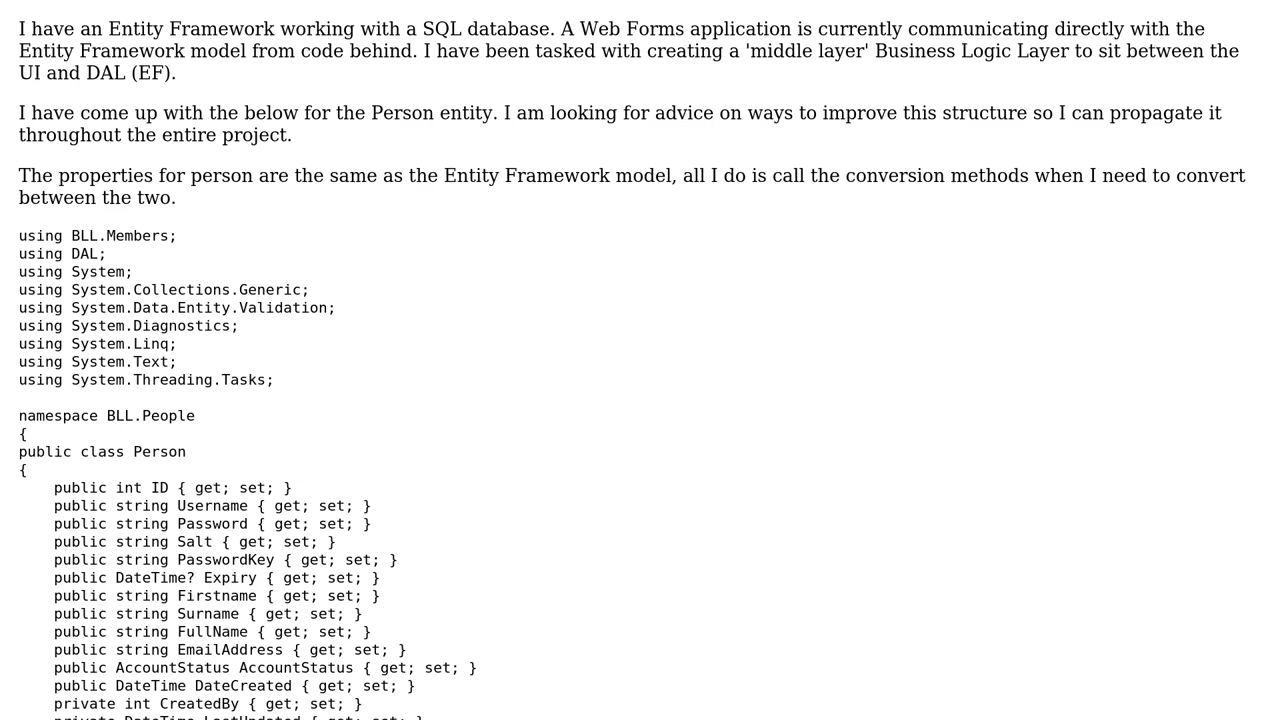 I have an Entity Framework working with a SQL database. A Web Forms application is currently communicating directly with the
Entity Framework model from code behind. I have been tasked with creating a 'middle layer' Business Logic Layer to sit between the
UI and DAL (EF).
I have come up with the below for the Person entity. I am looking for advice on ways to improve this structure so I can propagate it
throughout the entire project.
The properties for person are the same as the Entity Framework model, all I do is call the conversion methods when I need to convert
between the two.
using BLL.Members;
using DAL;
using System;
using System.Collections.Generic;
using System.Data.Entity.Validation;
using System.Diagnostics;
using System.Linq;
using System.Text;
using System.Threading.Tasks;
namespace BLL.People
{
public class Person
{
    public int ID { get; set; }
    public string Username { get; set; }
    public string Password { get; set; }
    public string Salt { get; set; }
    public string PasswordKey { get; set; }
    public DateTime? Expiry { get; set; }
    public string Firstname { get; set; }
    public string Surname { get; set; }
    public string FullName { get; set; }
    public string EmailAddress { get; set; }
    public AccountStatus AccountStatus { get; set; }
    public DateTime DateCreated { get; set; }
    private int CreatedBy { get; set; }
    private DateTime LastUpdated { get; set; }